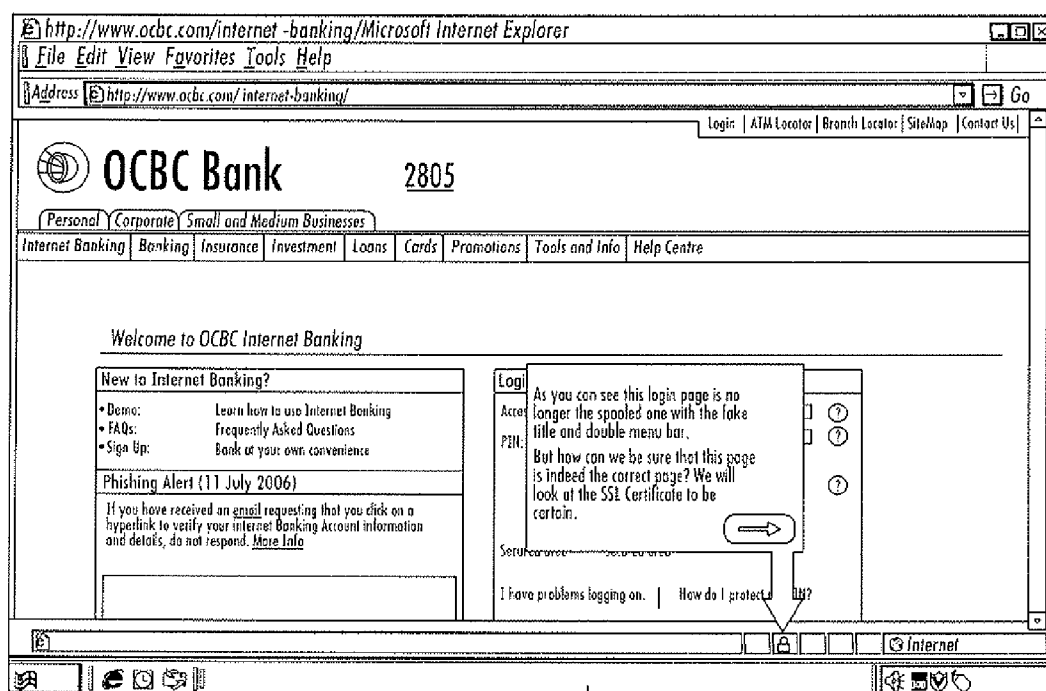 http://www.ocbc.com/internet -banking/Microsoft Internet Explorer
File Edit View Favorites Tools Help
Address http://www.ocbc.com/ internet-banking/ Go
Login | ATM Locator | Branch Locator | SiteMap | Contact Us |
OCBC Bank 2805
Personal Corporate Small and Medium Businesses
Internet Banking Banking Insurance Investment Loans Cards Promotions Tools and Info Help Centre
Welcome to OCBC Internet Banking
New to Internet Banking?
• Demo: Learn how to use Internet Banking
• FAQs: Frequently Asked Questions
• Sign Up: Bank at your own convenience
Phishing Alert (11 July 2006)
If you have received an email requesting that you click on a
hyperlink to verify your internet Banking Account information
and details, do not respond. More Info
Logi
Acce ?
PIN: ?
?
As you can see this login page is no
longer the spooled one with the fake
title and double menu bar.
But how can we be sure that this page
is indeed the correct page? We will
look at the SSL Certificate to be
certain.
I have problems logging on. | How do I protect IN?
Internet